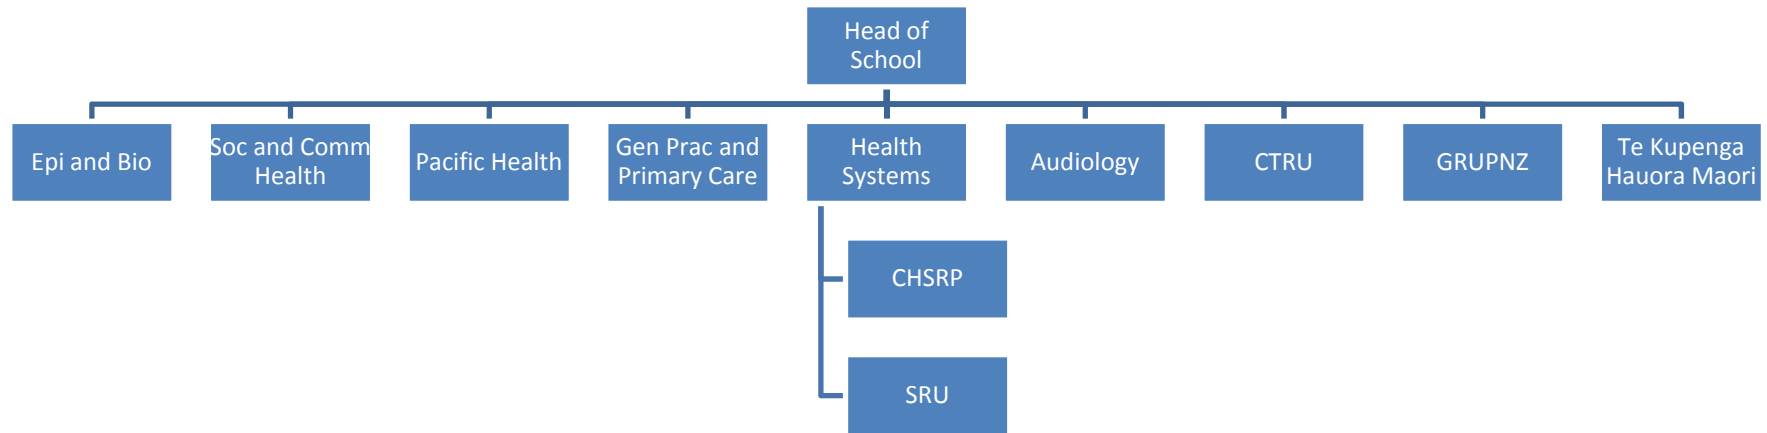 Head of
School
Epi and Bio
Soc and Comm
Health
Pacific Health
Gen Prac and
Primary Care
Health
Systems
Audiology
CTRU
GRUPNZ
Te Kupenga
Hauora Maori
CHSRP
SRU